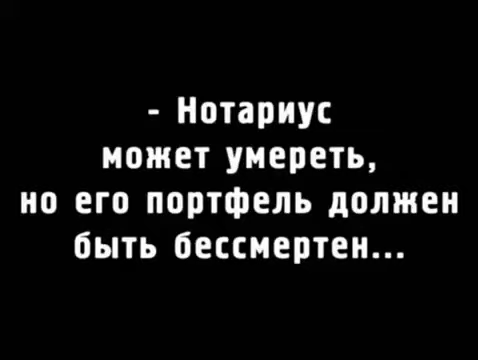 - Нотариус
может умереть,
но его портфель должен
быть бессмертен...